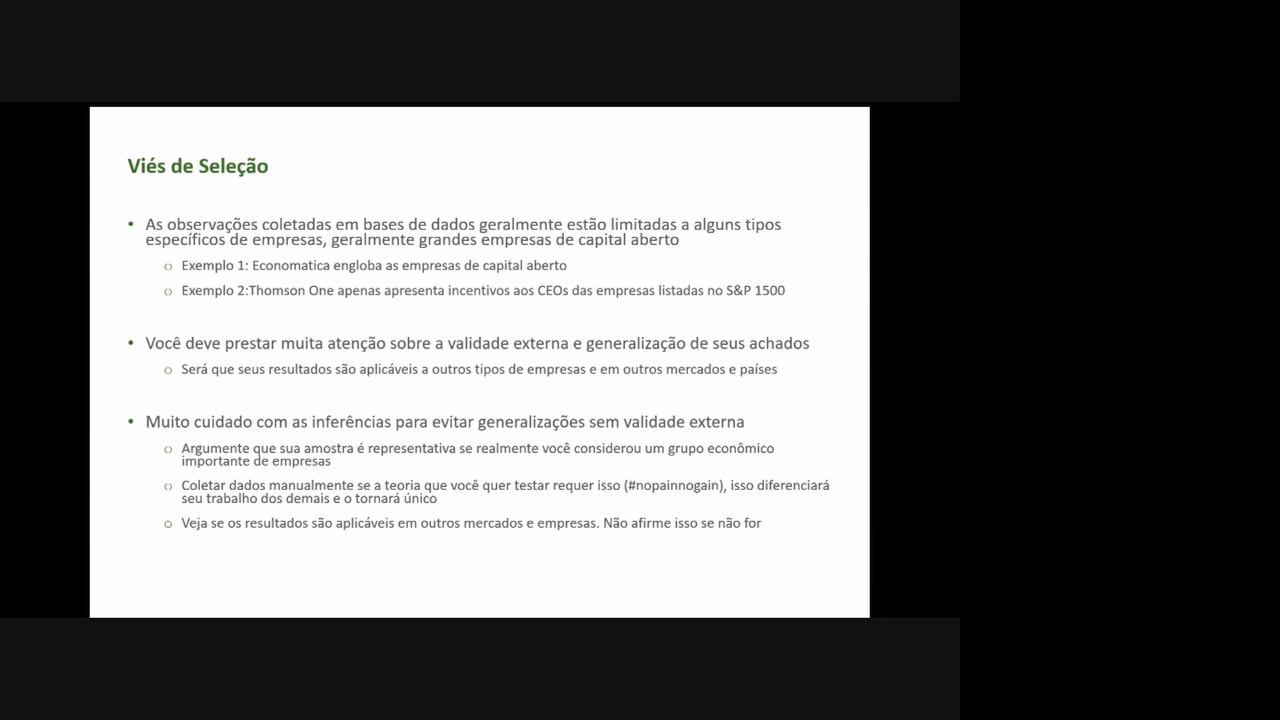 Viés de Seleção
• As observações coletadas em bases de dados geralmente estão limitadas a alguns tipos
específicos de empresas, geralmente grandes empresas de capital aberto
o Exemplo 1: Economatica engloba as empresas de capital aberto
o Exemplo 2:Thomson One apenas apresenta incentivos aos CEOs das empresas listadas no S&P 1500
• Você deve prestar muita atenção sobre a validade externa e generalização de seus achados
o Será que seus resultados são aplicáveis a outros tipos de empresas e em outros mercados e países
• Muito cuidado com as inferências para evitar generalizações sem validade externa
o Argumente que sua amostra é representativa se realmente você considerou um grupo econômico
importante de empresas
o Coletar dados manualmente se a teoria que você quer testar requer isso (#nopainnogain), isso diferenciará
seu trabalho dos demais e o tornará único
o Veja se os resultados são aplicáveis em outros mercados e empresas. Não afirme isso se não for